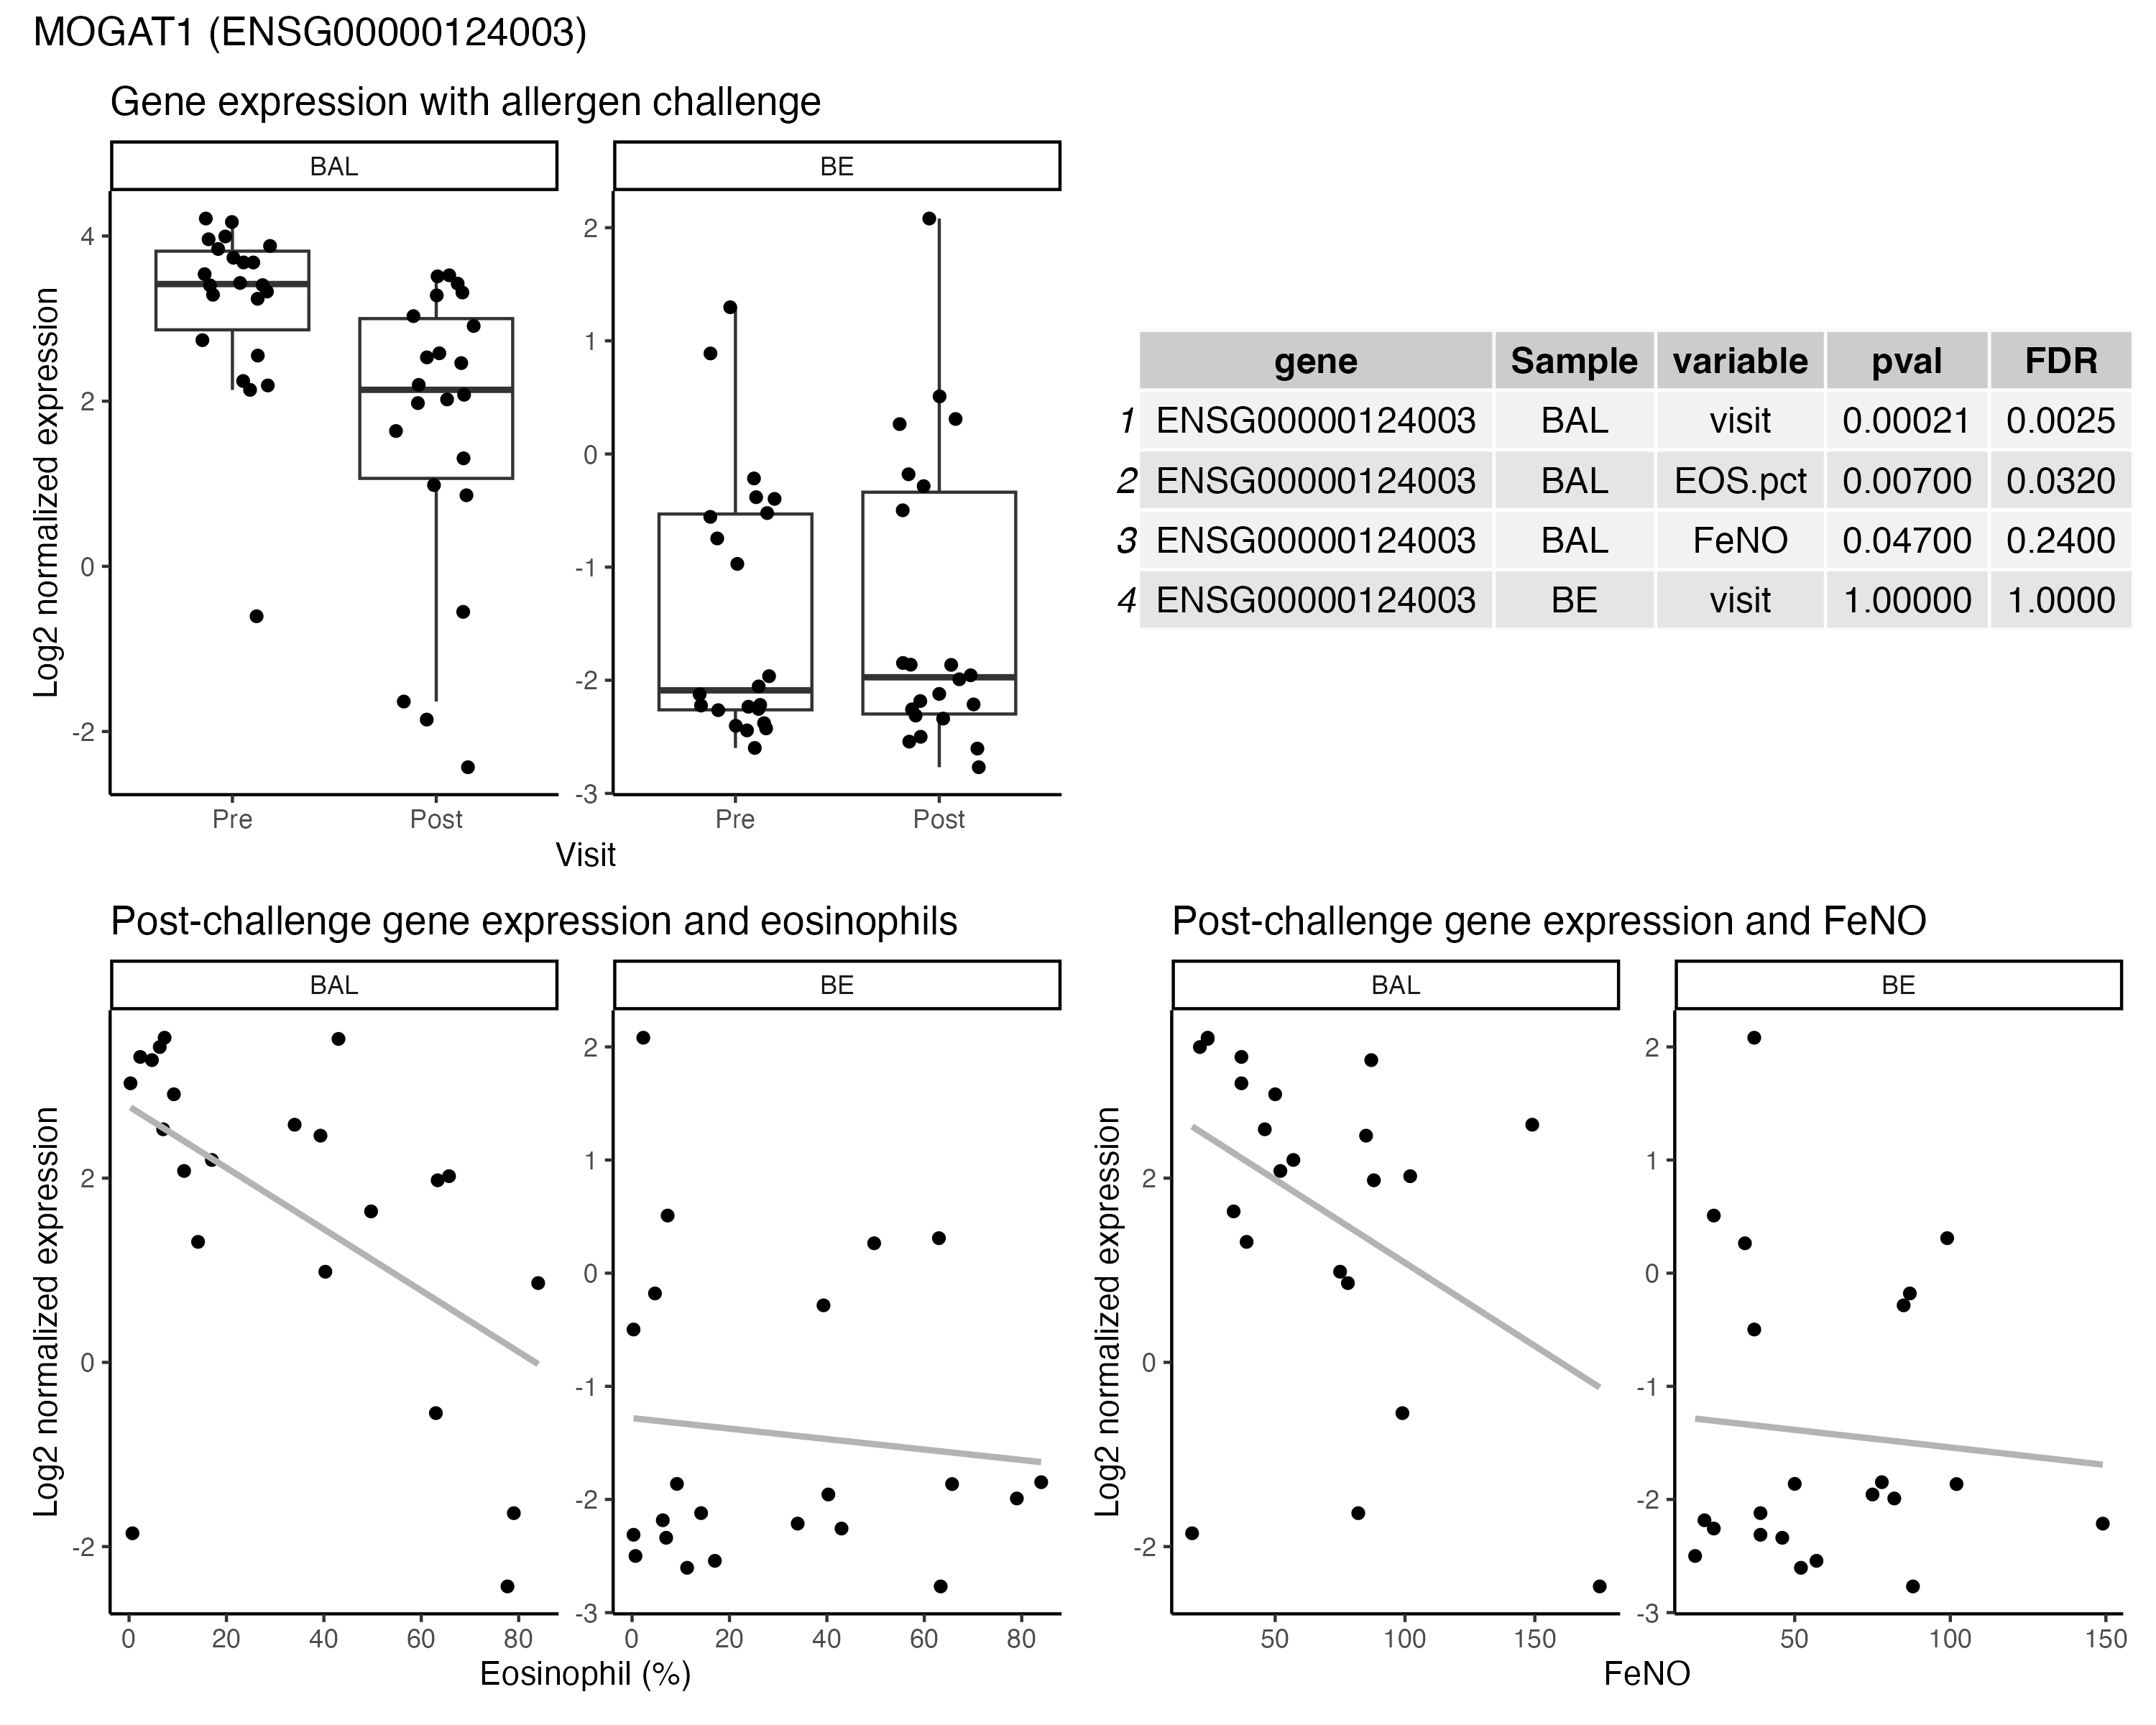 MOGAT1 (ENSG00000124003)
Gene expression with allergen challenge
BAL
BE
Log2 normalized expression
4
2
0
-2
2
1
0
-1
-2
-3
Pre
Post
Pre
Post
Visit
gene Sample variable pval FDR
1 ENSG00000124003 BAL visit 0.00021 0.0025
2 ENSG00000124003 BAL EOS.pct 0.00700 0.0320
3 ENSG00000124003 BAL FeNO 0.04700 0.2400
4 ENSG00000124003 BE visit 1.00000 1.0000
Post-challenge gene expression and eosinophils
BAL
BE
Log2 normalized expression
2
0
-2
2
1
0
-1
-2
-3
0 20 40 60 80
0 20 40 60 80
Eosinophil (%)
Post-challenge gene expression and FeNO
BAL
BE
Log2 normalized expression
2
0
-2
2
1
0
-1
-2
-3
50 100 150
50 100 150
FeNO